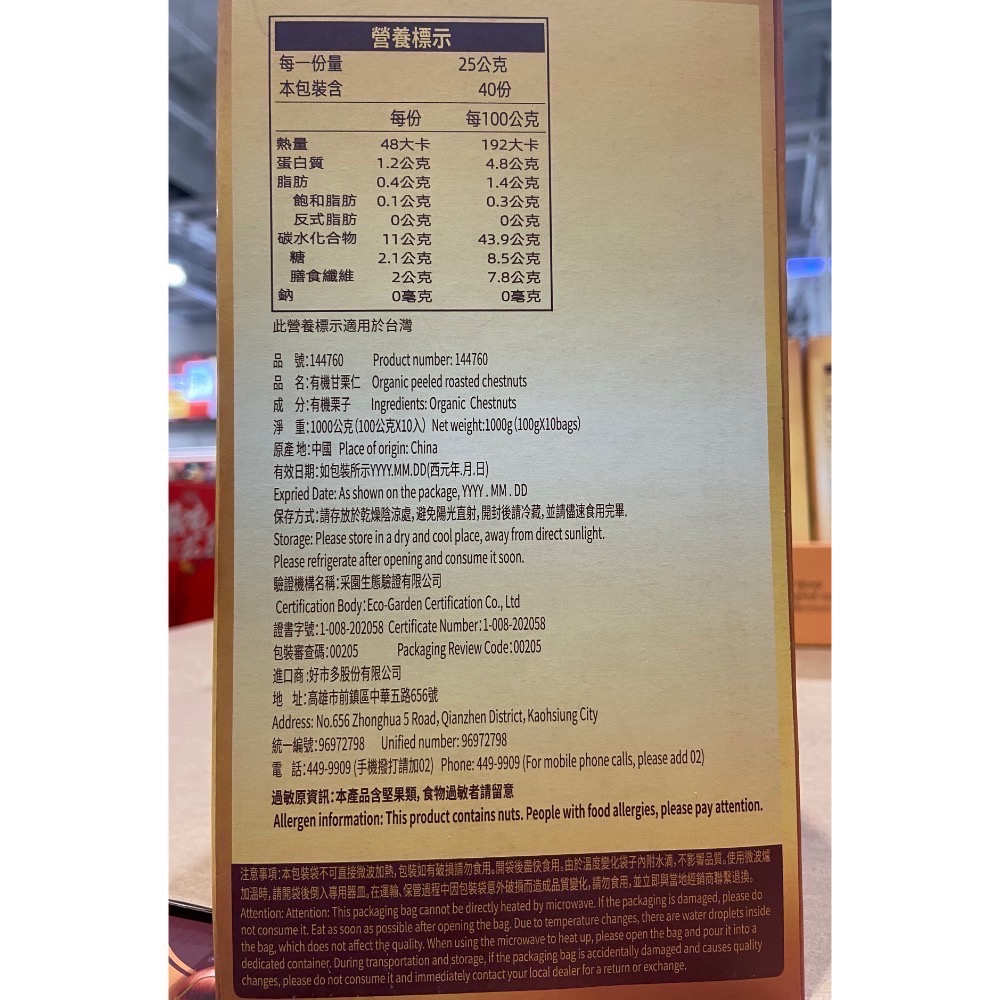 營養標示
每一份量 25公克
本包裝含 40份
每份 每100公克
熱量 48大卡 192大卡
蛋白質 1.2公克 4.8公克
脂肪 0.4公克 1.4公克
飽和脂肪 0.1公克 0.3公克
反式脂肪 0公克 0公克
碳水化合物 11公克 43.9公克
糖 2.1公克 8.5公克
膳食纖維 2公克 7.8公克
鈉 0毫克 0毫克
此營養標示適用於台灣
品 號:144760 Product number: 144760
品 名:有機甘栗仁 Organic peeled roasted chestnuts
成 分:有機栗子 Ingredients: Organic Chestnuts
淨 重:1000公克(100公克X10入) Net weight:1000g(100gX10bags)
原產地:中國 Place of origin: China
有效日期:如包裝所示YYYY.MM.DD(西元年.月.日)
Expried Date: As shown on the package, YYYY . MM . DD
保存方式:請存放於乾燥陰涼處,避免陽光直射,開封後請冷藏,並請儘速食用完畢.
Storage: Please store in a dry and cool place, away from direct sunlight.
Please refrigerate after opening and consume it soon.
驗證機構名稱:采園生態驗證有限公司
Certification Body:Eco-Garden Certification Co., Ltd
證書字號:1-008-202058 Certificate Number:1-008-202058
包裝審查碼:00205 Packaging Review Code:00205
進口商:好市多股份有限公司
地 址:高雄市前鎮區中華五路656號
Address: No.656 Zhonghua 5 Road, Qianzhen District, Kaohsiung City
統一編號:96972798 Unified number: 96972798
電 話:449-9909 (手機撥打請加02) Phone: 449-9909 (For mobile phone calls, please add 02)
過敏原資訊:本產品含堅果類,食物過敏者請留意
Allergen information: This product contains nuts. People with food allergies, please pay attention.
注意事項:本包裝袋不可直接微波加熱,包裝如有破損請勿食用。開袋後盡快食用。由於溫度變化袋子內附水滴,不影響品質。使用微波爐
加溫時,請開袋後倒入專用器皿。在運輸、保管過程中因包裝袋意外破損而造成品質變化,請勿食用,並立即與當地經銷商聯繫退換。
Attention: Attention: This packaging bag cannot be directly heated by microwave. If the packaging is damaged, please do
not consume it. Eat as soon as possible after opening the bag. Due to temperature changes, there are water droplets inside
the bag, which does not affect the quality. When using the microwave to heat up, please open the bag and pour it into a
dedicated container. During transportation and storage, if the packaging bag is accidentally damaged and causes quality
changes, please do not consume it and immediately contact your local dealer for a return or exchange.